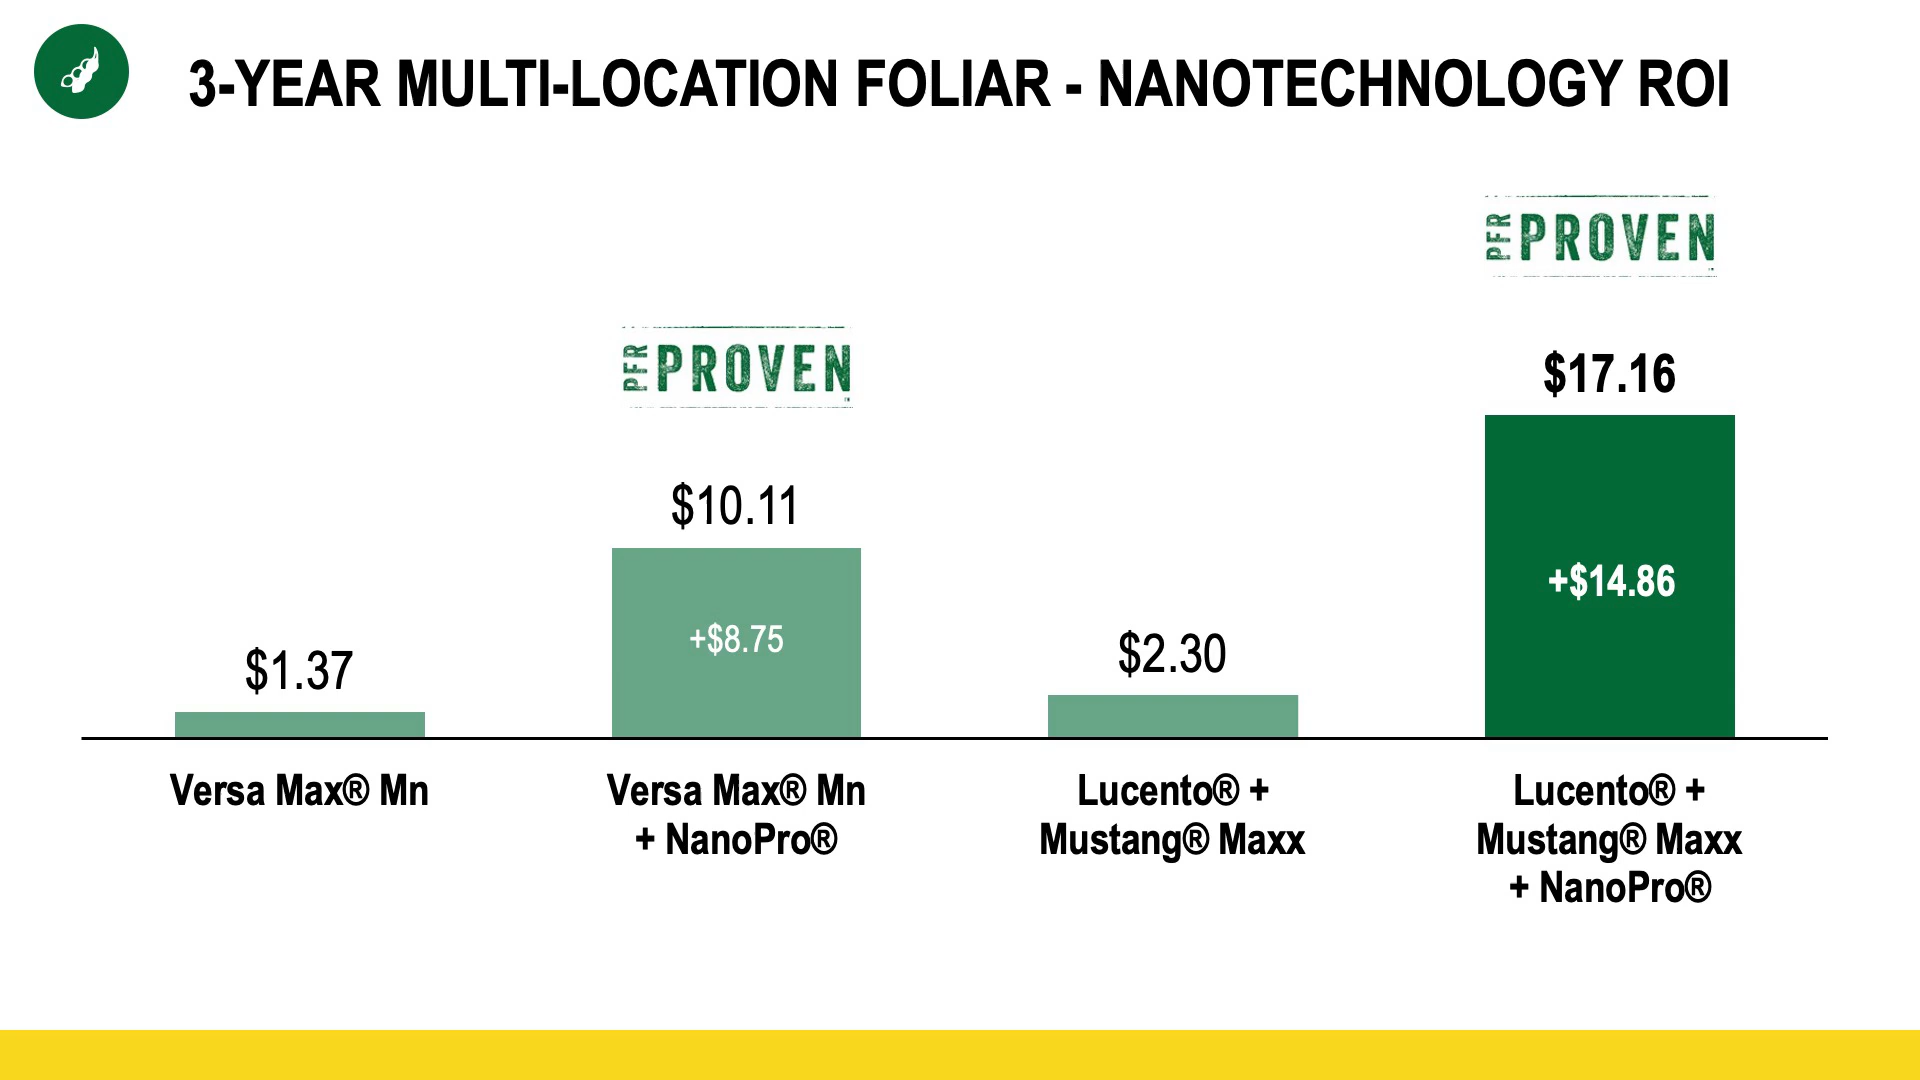 3-YEAR MULTI-LOCATION FOLIAR - NANOTECHNOLOGY ROI
PFR PROVEN
PFR PROVEN
$17.16
$10.11
+$14.86
+$8.75
$2.30
$1.37
Versa Max® Mn
Versa Max® Mn
+ NanoPro®
Lucento® +
Mustang® Maxx
Lucento® +
Mustang® Maxx
+ NanoPro®